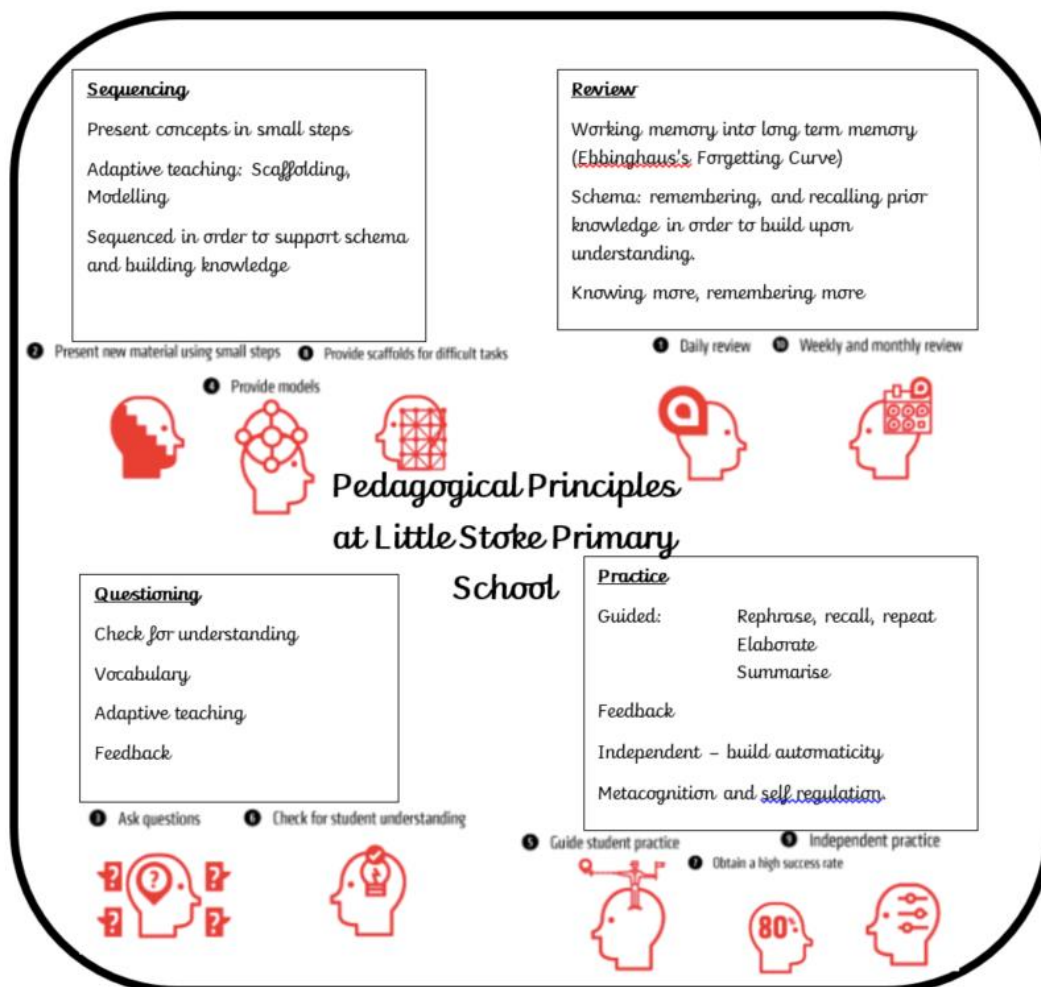 Sequencing
Present concepts in small steps
Adaptive teaching: Scaffolding,
Modelling
Sequenced in order to support schema
and building knowledge
2 Present new material using small steps
8 Provide scaffolds for difficult tasks
4 Provide models
Review
Working memory into long term memory
(Ebbinghaus's Forgetting Curve)
Schema: remembering, and recalling prior
knowledge in order to build upon
understanding.
Knowing more, remembering more
1 Daily review
10 Weekly and monthly review
Pedagogical Principles
at Little Stoke Primary
School
Questioning
Check for understanding
Vocabulary
Adaptive teaching
Feedback
3 Ask questions
6 Check for student understanding
? ?
?
? ?
Practice
Guided: Rephrase, recall, repeat
Elaborate
Summarise
Feedback
Independent – build automaticity
Metacognition and self regulation.
5 Guide student practice
9 Independent practice
7 Obtain a high success rate
80%